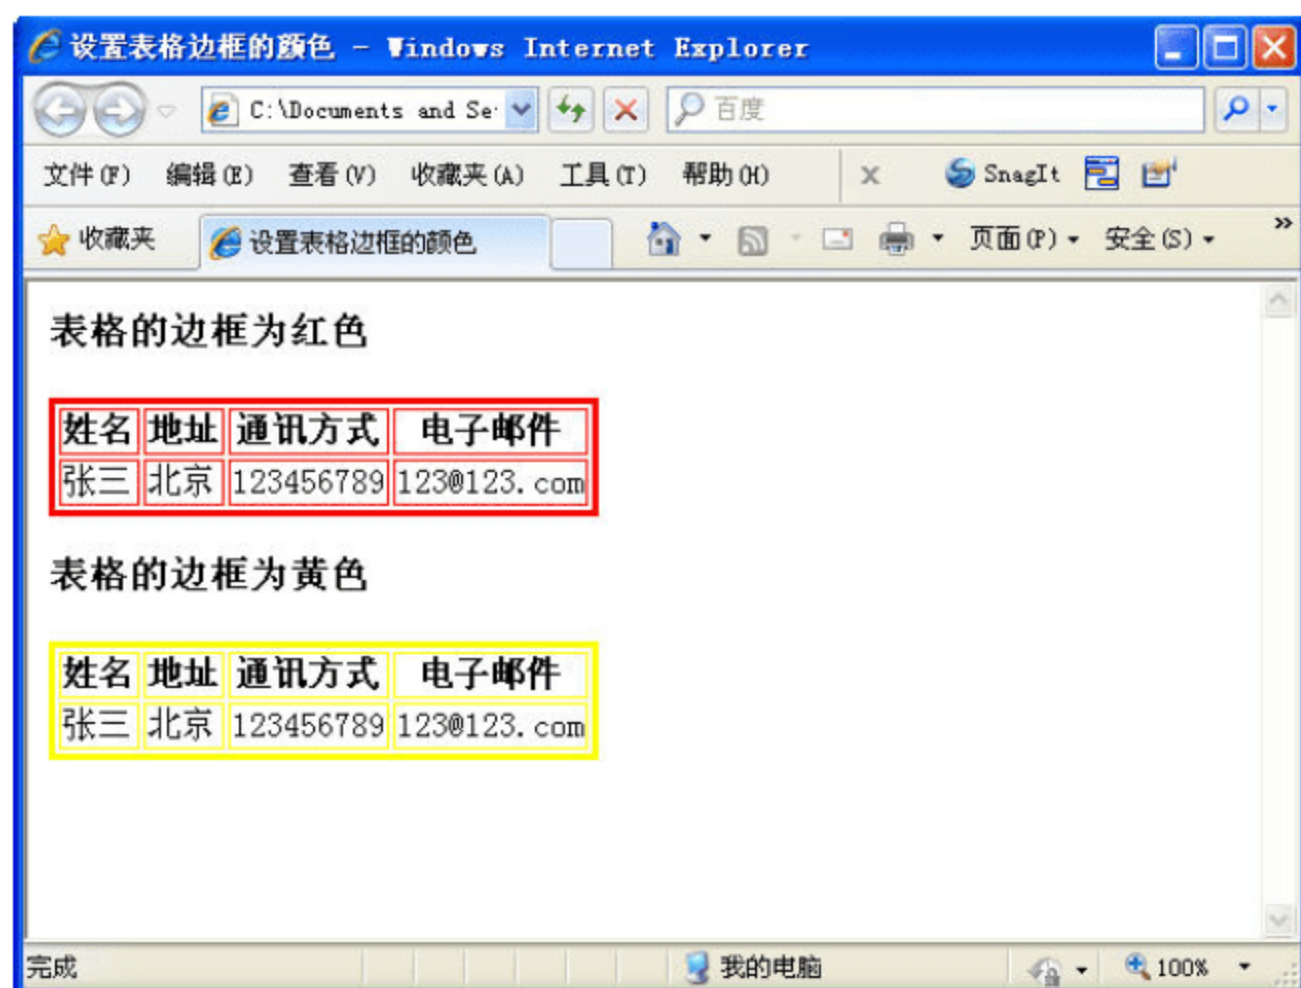 设置表格边框的颜色 - Windows Internet Explorer
C:\Documents and Se 百度
文件(F) 编辑(E) 查看(V) 收藏夹(A) 工具(T) 帮助(H) x SnagIt
收藏夹 设置表格边框的颜色 页面(P) 安全(S) »
表格的边框为红色
姓名 地址 通讯方式 电子邮件
张三 北京 123456789 123@123.com
表格的边框为黄色
姓名 地址 通讯方式 电子邮件
张三 北京 123456789 123@123.com
完成 我的电脑 100%